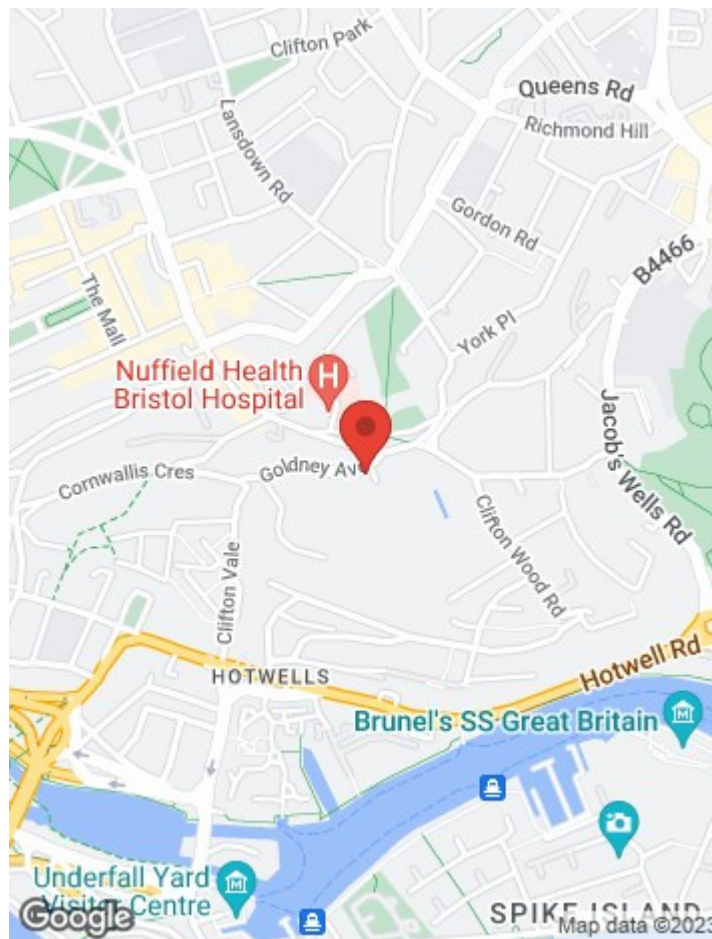 Clifton Park
Queens Rd
Richmond Hill
Lansdown Rd
Gordon Rd
B4466
The Mall
York Pl
Nuffield Health
Bristol Hospital
H
Jacob's Wells Rd
Goldney Ave
Cornwallis Cres
Clifton Wood Rd
Clifton Vale
Hotwell Rd
HOTWELLS
Brunel's SS Great Britain
Underfall Yard
Visitor Centre
SPIKE ISLAND
Google
Map data ©2023